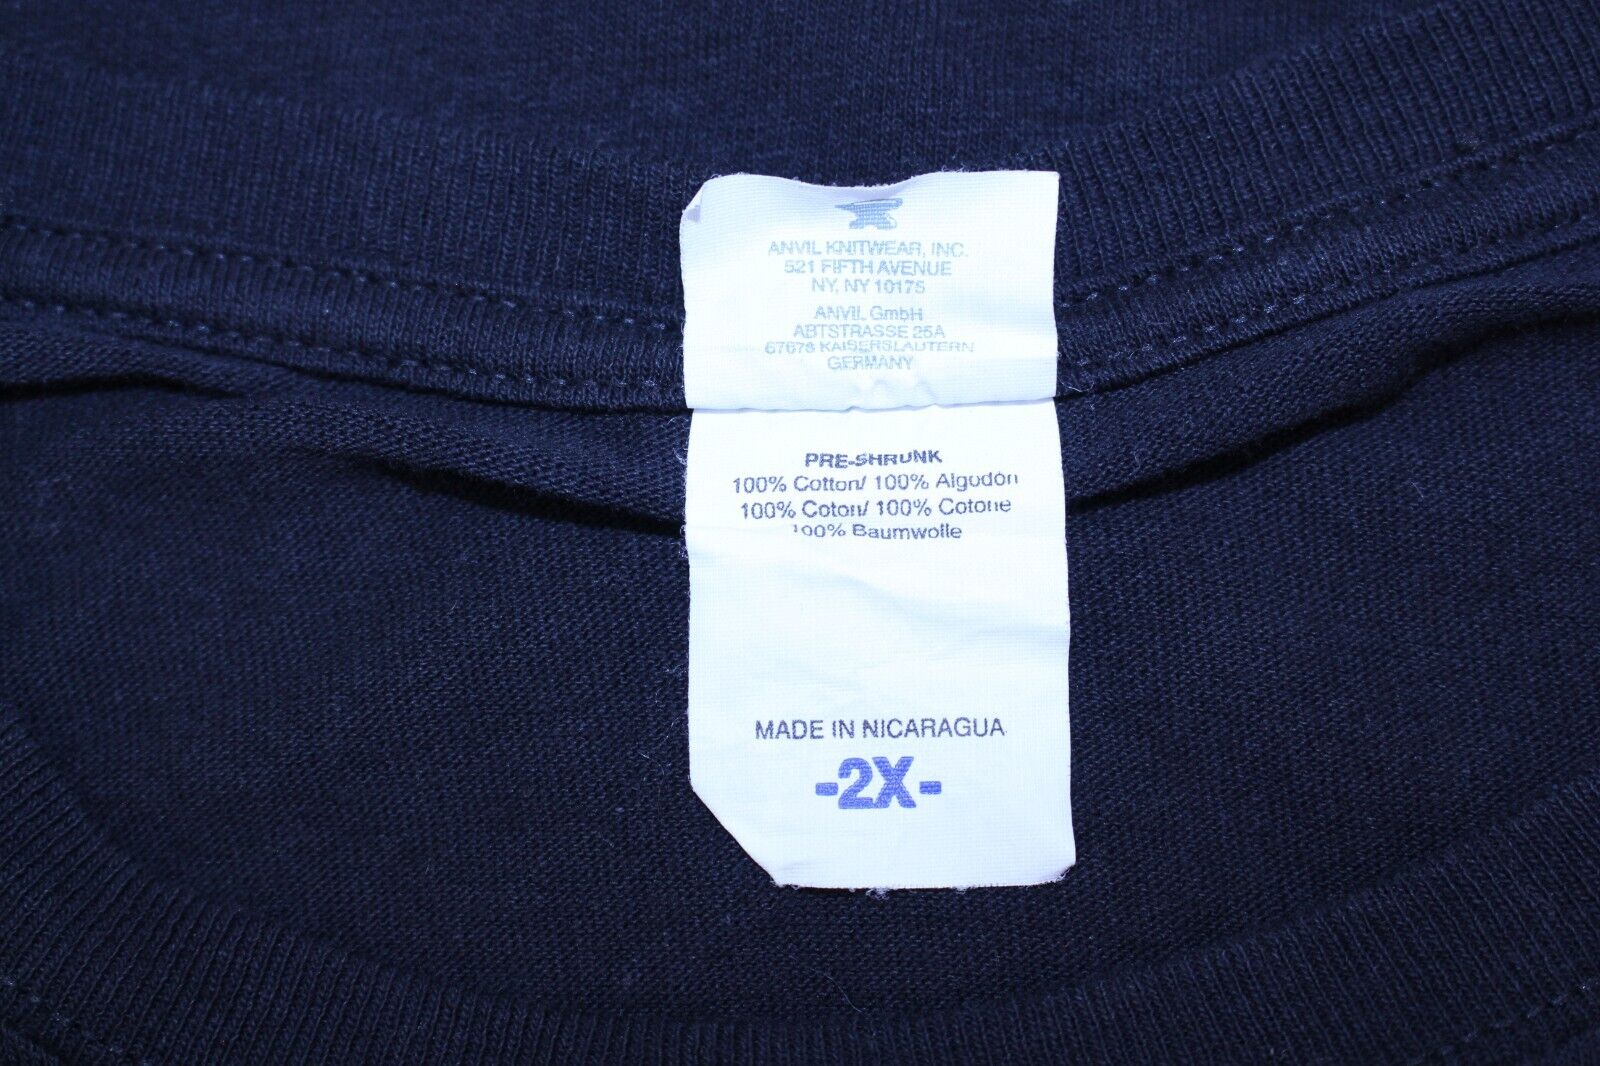 ANVIL KNITWEAR, INC.
521 FIFTH AVENUE
NY, NY 10175
ANVIL GmbH
ABTSTRASSE 25A
67678 KAISERSLAUTERN
GERMANY
PRE-SHRUNK
100% Cotton/ 100% Algodón
100% Coton/ 100% Cotone
100% Baumwolle
MADE IN NICARAGUA
-2X-